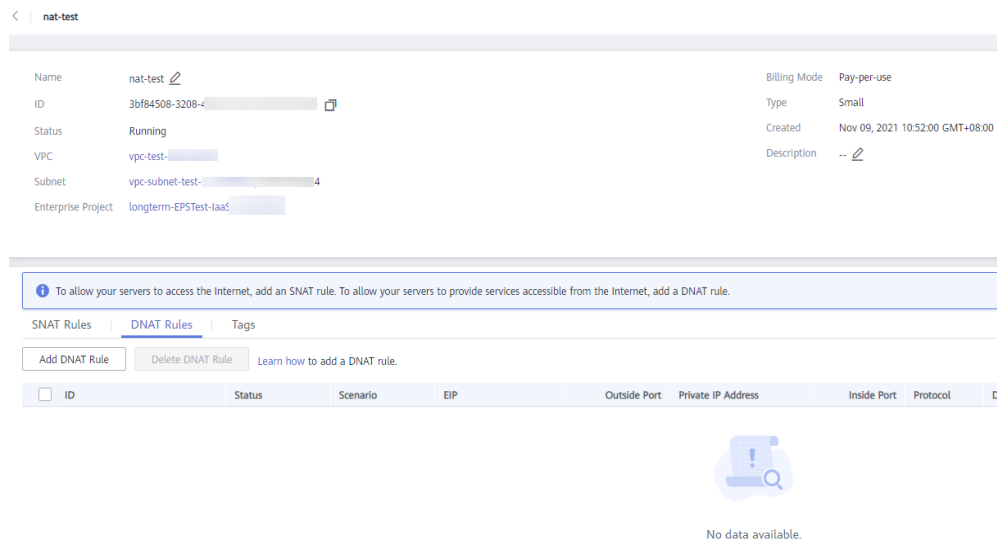 nat-test
Name nat-test
ID 3bf84508-3208-
Status Running
VPC vpc-test-
Subnet vpc-subnet-test- 4
Enterprise Project longterm-EPSTest-IaaS
Billing Mode Pay-per-use
Type Small
Created Nov 09, 2021 10:52:00 GMT+08:00
Description --
To allow your servers to access the Internet, add an SNAT rule. To allow your servers to provide services accessible from the Internet, add a DNAT rule.
SNAT Rules DNAT Rules Tags
Add DNAT Rule Delete DNAT Rule Learn how to add a DNAT rule.
ID Status Scenario EIP Outside Port Private IP Address Inside Port Protocol
No data available.